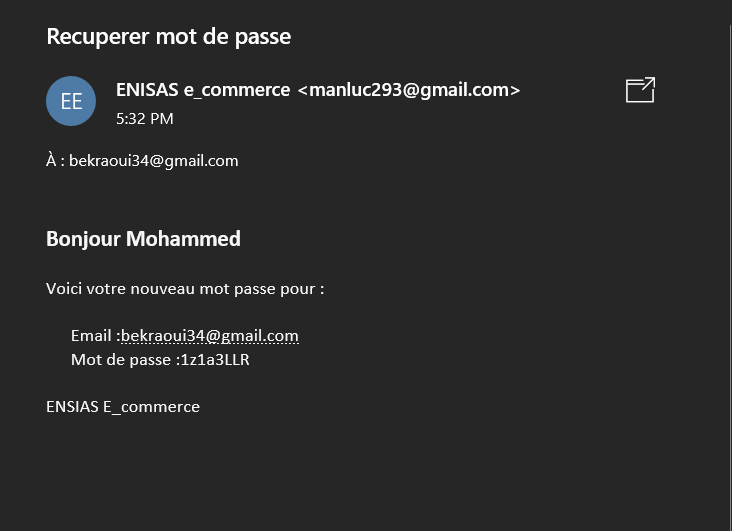 Recuperer mot de passe
EE
ENISAS e_commerce <manluc293@gmail.com>
5:32 PM
À : bekraoui34@gmail.com
Bonjour Mohammed
Voici votre nouveau mot passe pour :
Email :bekraoui34@gmail.com
Mot de passe :1z1a3LLR
ENSIAS E_commerce